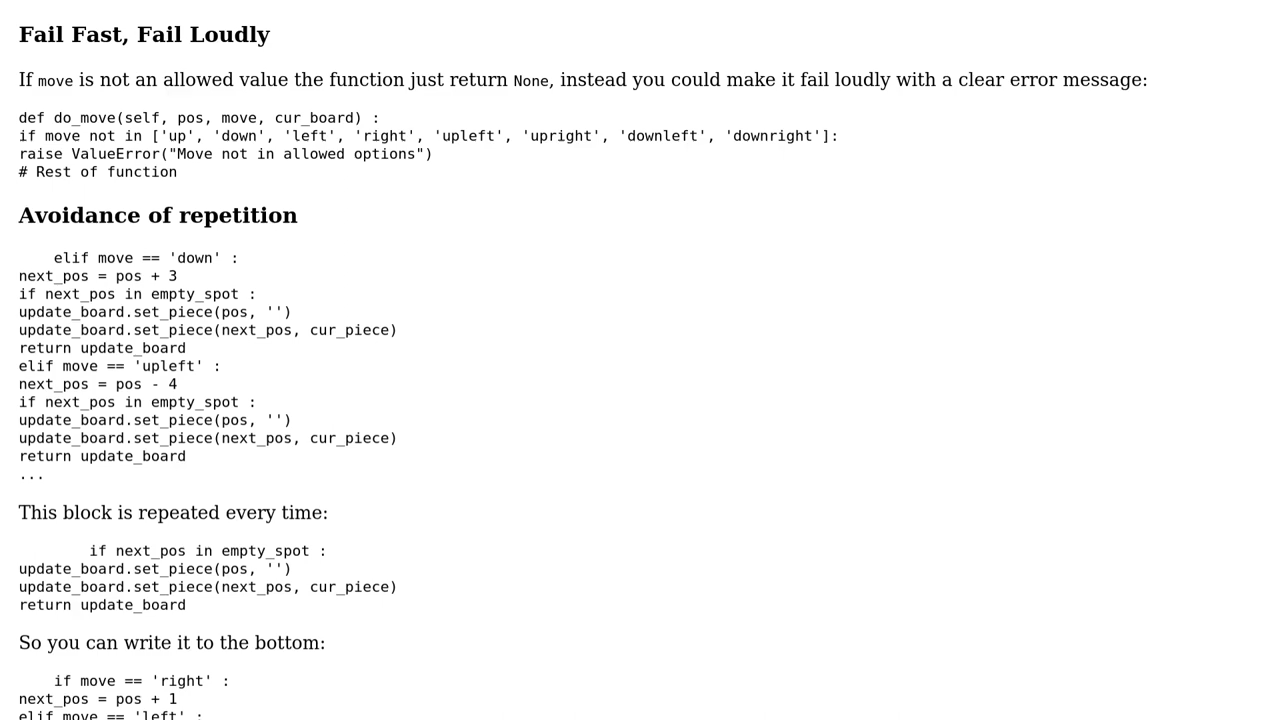 Fail Fast, Fail Loudly
If move is not an allowed value the function just return None, instead you could make it fail loudly with a clear error message:
def do_move(self, pos, move, cur_board) :
if move not in ['up', 'down', 'left', 'right', 'upleft', 'upright', 'downleft', 'downright']:
raise ValueError("Move not in allowed options")
# Rest of function
Avoidance of repetition
    elif move == 'down' :
next_pos = pos + 3
if next_pos in empty_spot :
update_board.set_piece(pos, '')
update_board.set_piece(next_pos, cur_piece)
return update_board
elif move == 'upleft' :
next_pos = pos - 4
if next_pos in empty_spot :
update_board.set_piece(pos, '')
update_board.set_piece(next_pos, cur_piece)
return update_board
...
This block is repeated every time:
        if next_pos in empty_spot :
update_board.set_piece(pos, '')
update_board.set_piece(next_pos, cur_piece)
return update_board
So you can write it to the bottom:
    if move == 'right' :
next_pos = pos + 1
elif move == 'left' :